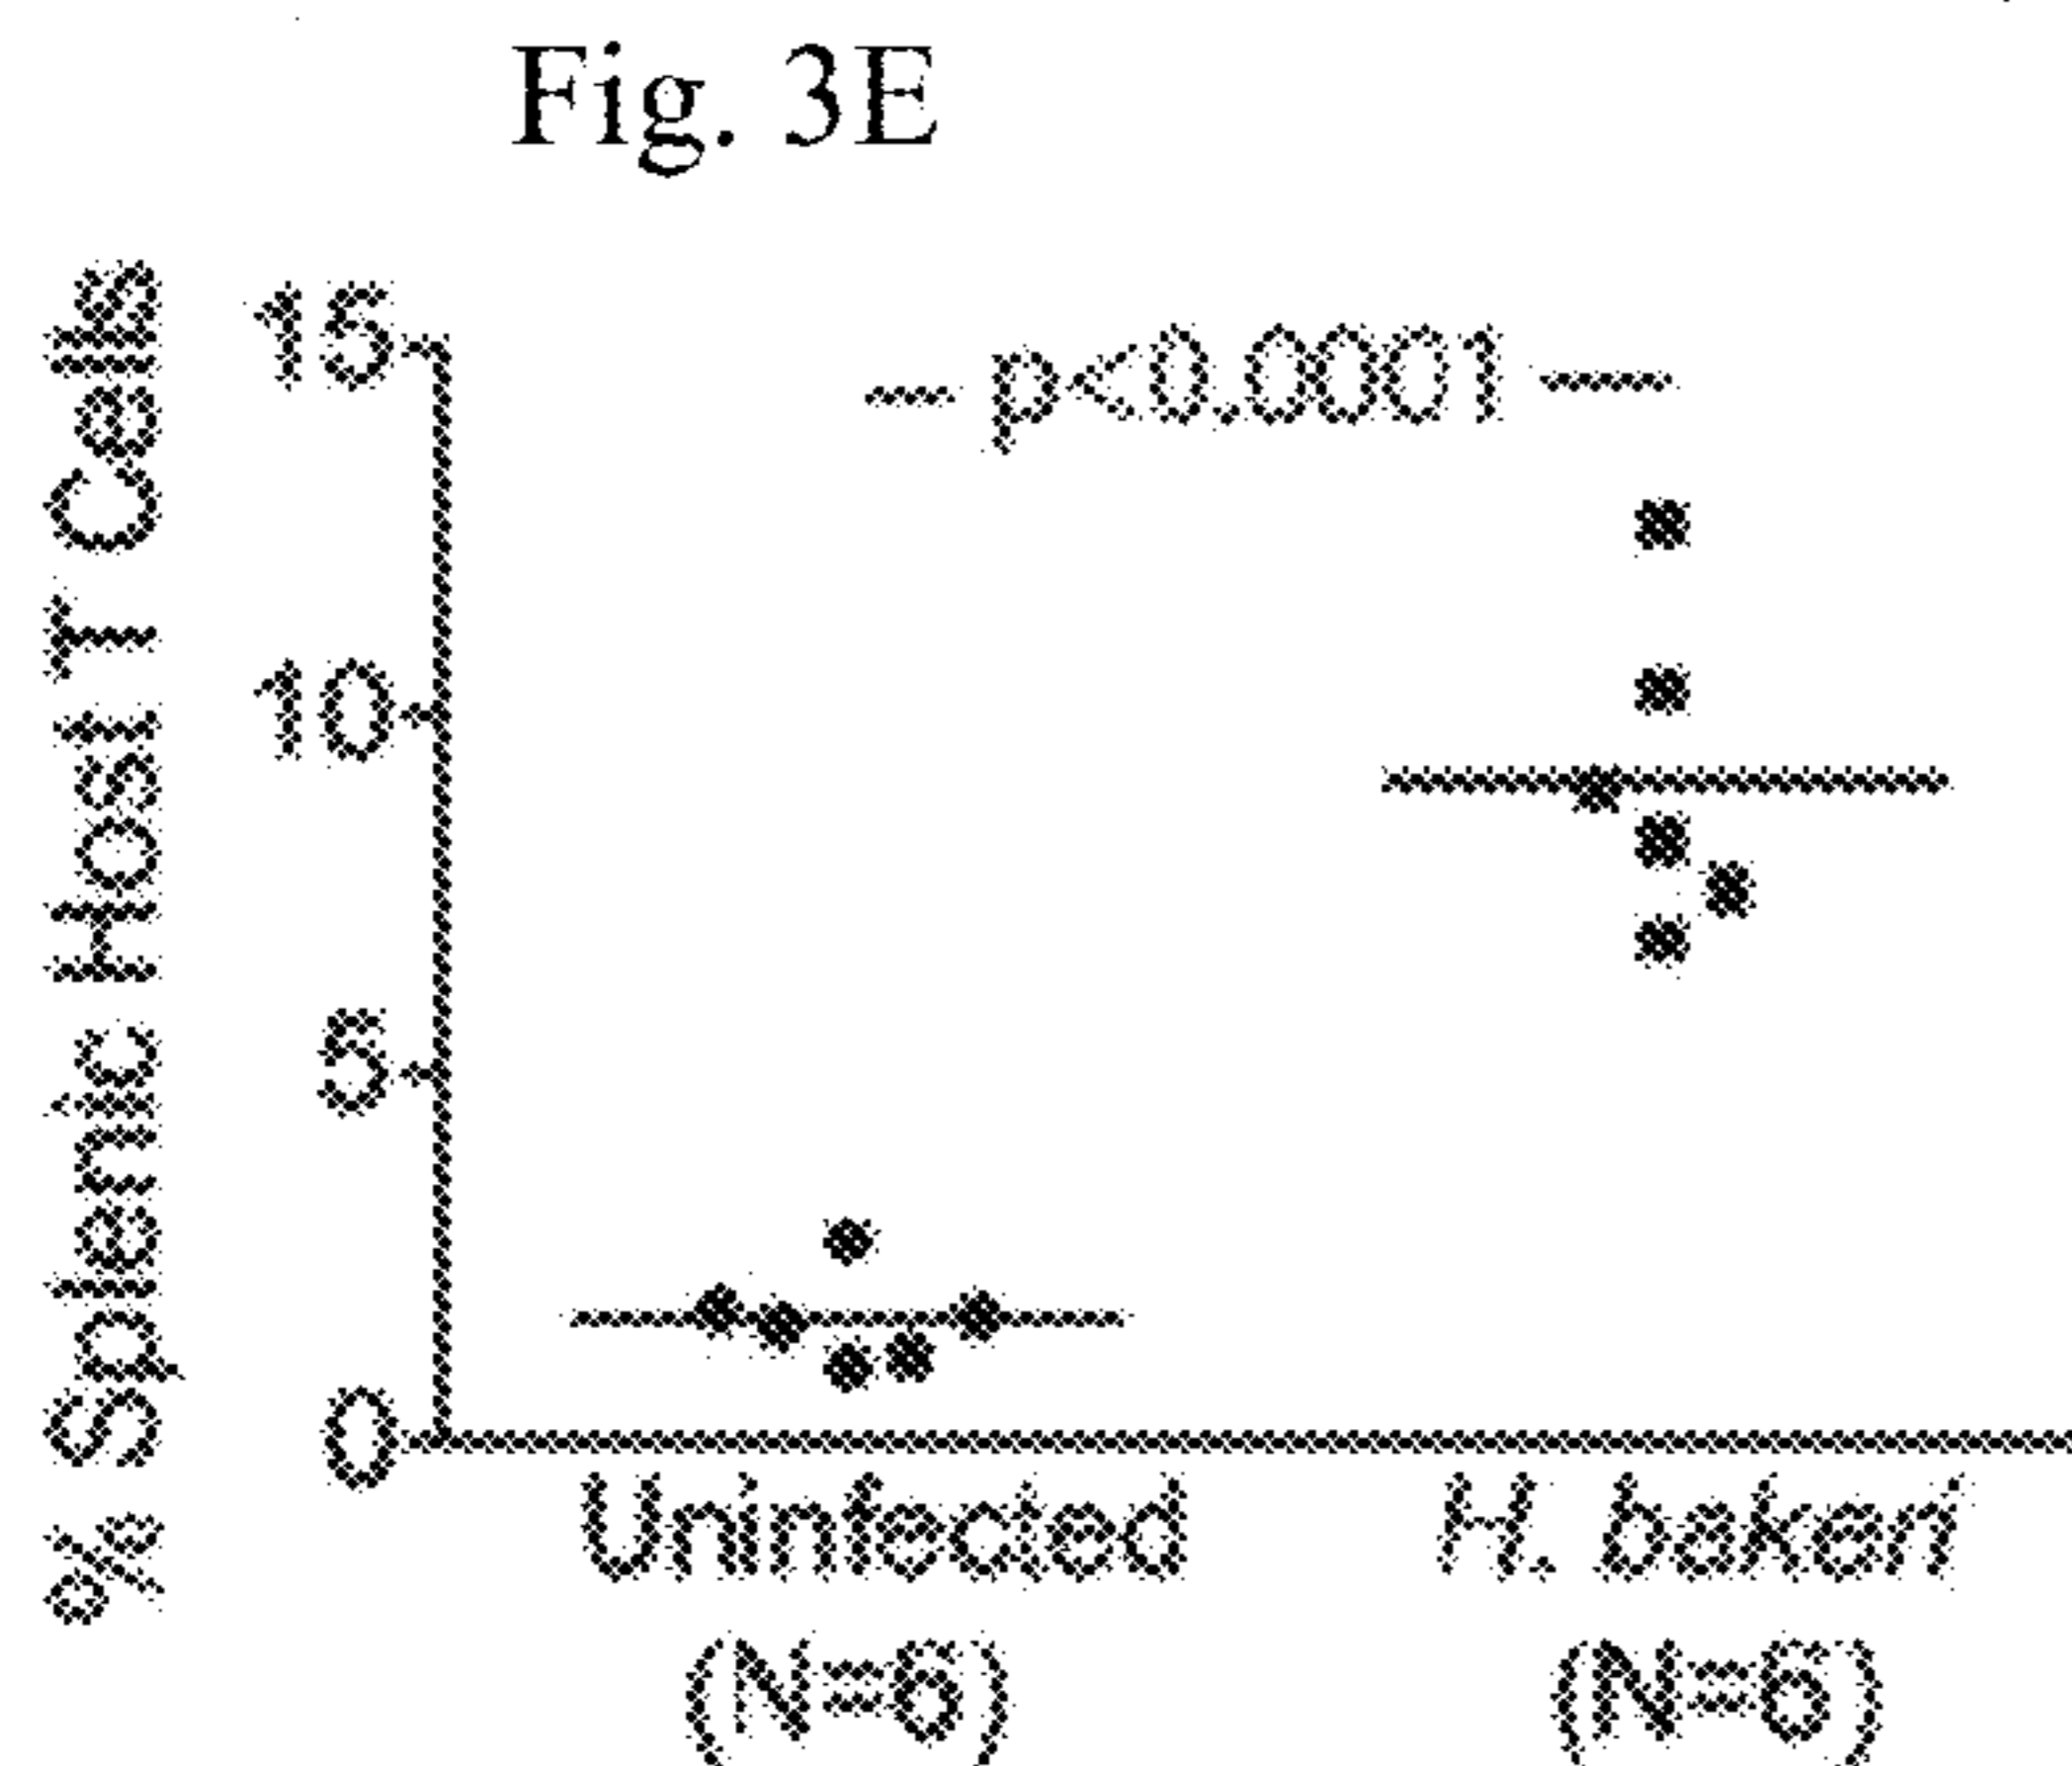 Fig. 3E
% Splenic Host T Cells
15
10
5
0
p<0.0001
Uninfected
H. bakeri
(N=6)
(N=6)